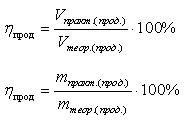 η прод = V практ.(прод.) / V теор.(прод.) · 100%
η прод = m практ.(прод.) / m теор.(прод.) · 100%